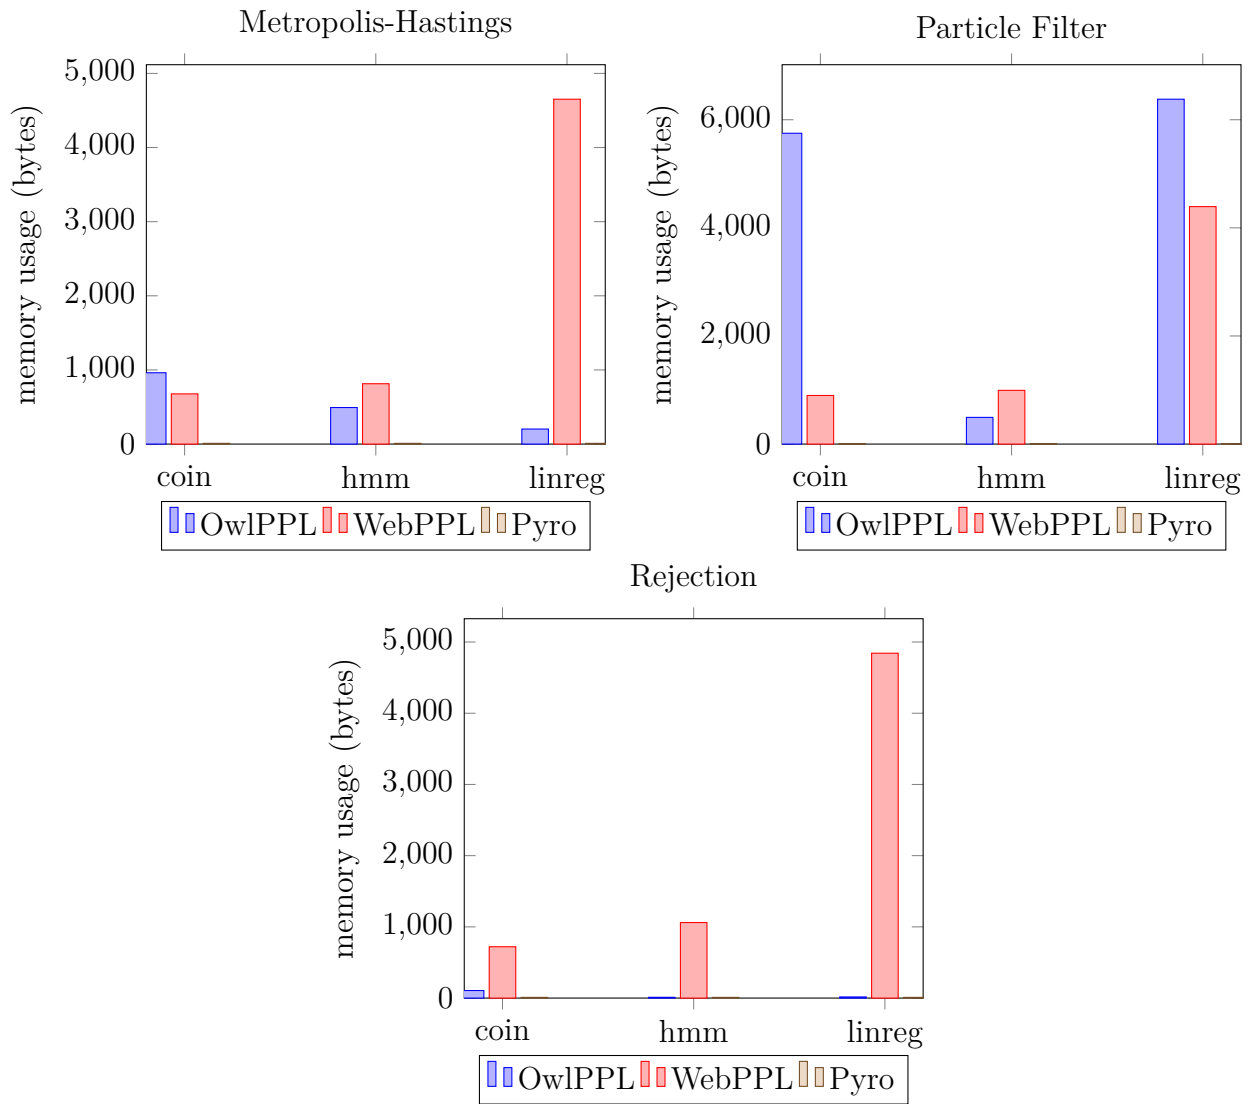 Metropolis-Hastings
memory usage (bytes)
5,000
4,000
3,000
2,000
1,000
0
coin hmm linreg
OwlPPL WebPPL Pyro
Particle Filter
memory usage (bytes)
6,000
4,000
2,000
0
coin hmm linreg
OwlPPL WebPPL Pyro
Rejection
memory usage (bytes)
5,000
4,000
3,000
2,000
1,000
0
coin hmm linreg
OwlPPL WebPPL Pyro